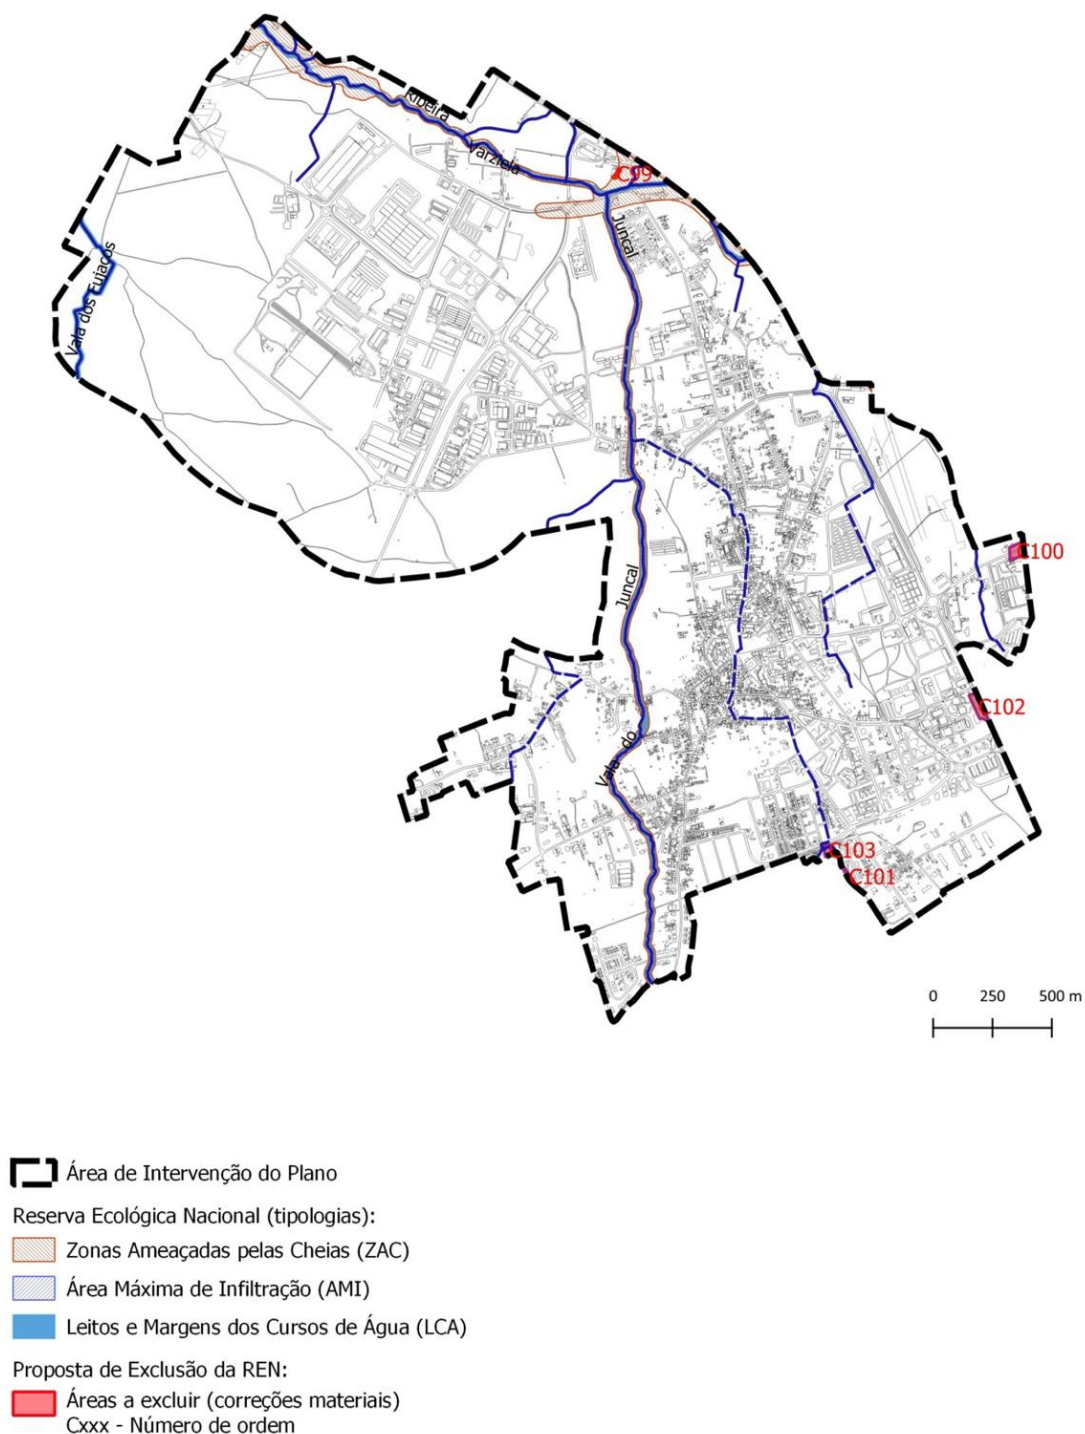 Ribeira
Varziela
C99
Juncal
Vala dos Fujacos
C100
Juncal
C102
Vala do
C103
C101
0 250 500 m
Área de Intervenção do Plano
Reserva Ecológica Nacional (tipologias):
Zonas Ameaçadas pelas Cheias (ZAC)
Área Máxima de Infiltração (AMI)
Leitos e Margens dos Cursos de Água (LCA)
Proposta de Exclusão da REN:
Áreas a excluir (correções materiais)
Cxxx - Número de ordem